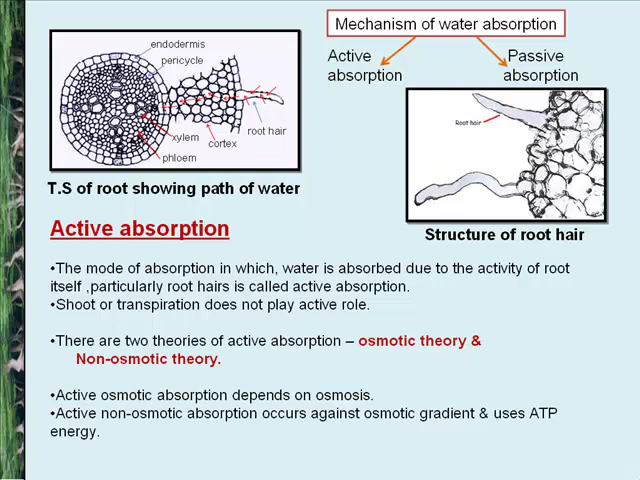 Mechanism of water absorption
Active
absorption
Passive
absorption
endodermis
pericycle
root hair
cortex
xylem
phloem
T.S of root showing path of water
Root hair
Structure of root hair
Active absorption
•The mode of absorption in which, water is absorbed due to the activity of root
itself ,particularly root hairs is called active absorption.
•Shoot or transpiration does not play active role.
•There are two theories of active absorption – osmotic theory &
Non-osmotic theory.
•Active osmotic absorption depends on osmosis.
•Active non-osmotic absorption occurs against osmotic gradient & uses ATP
energy.